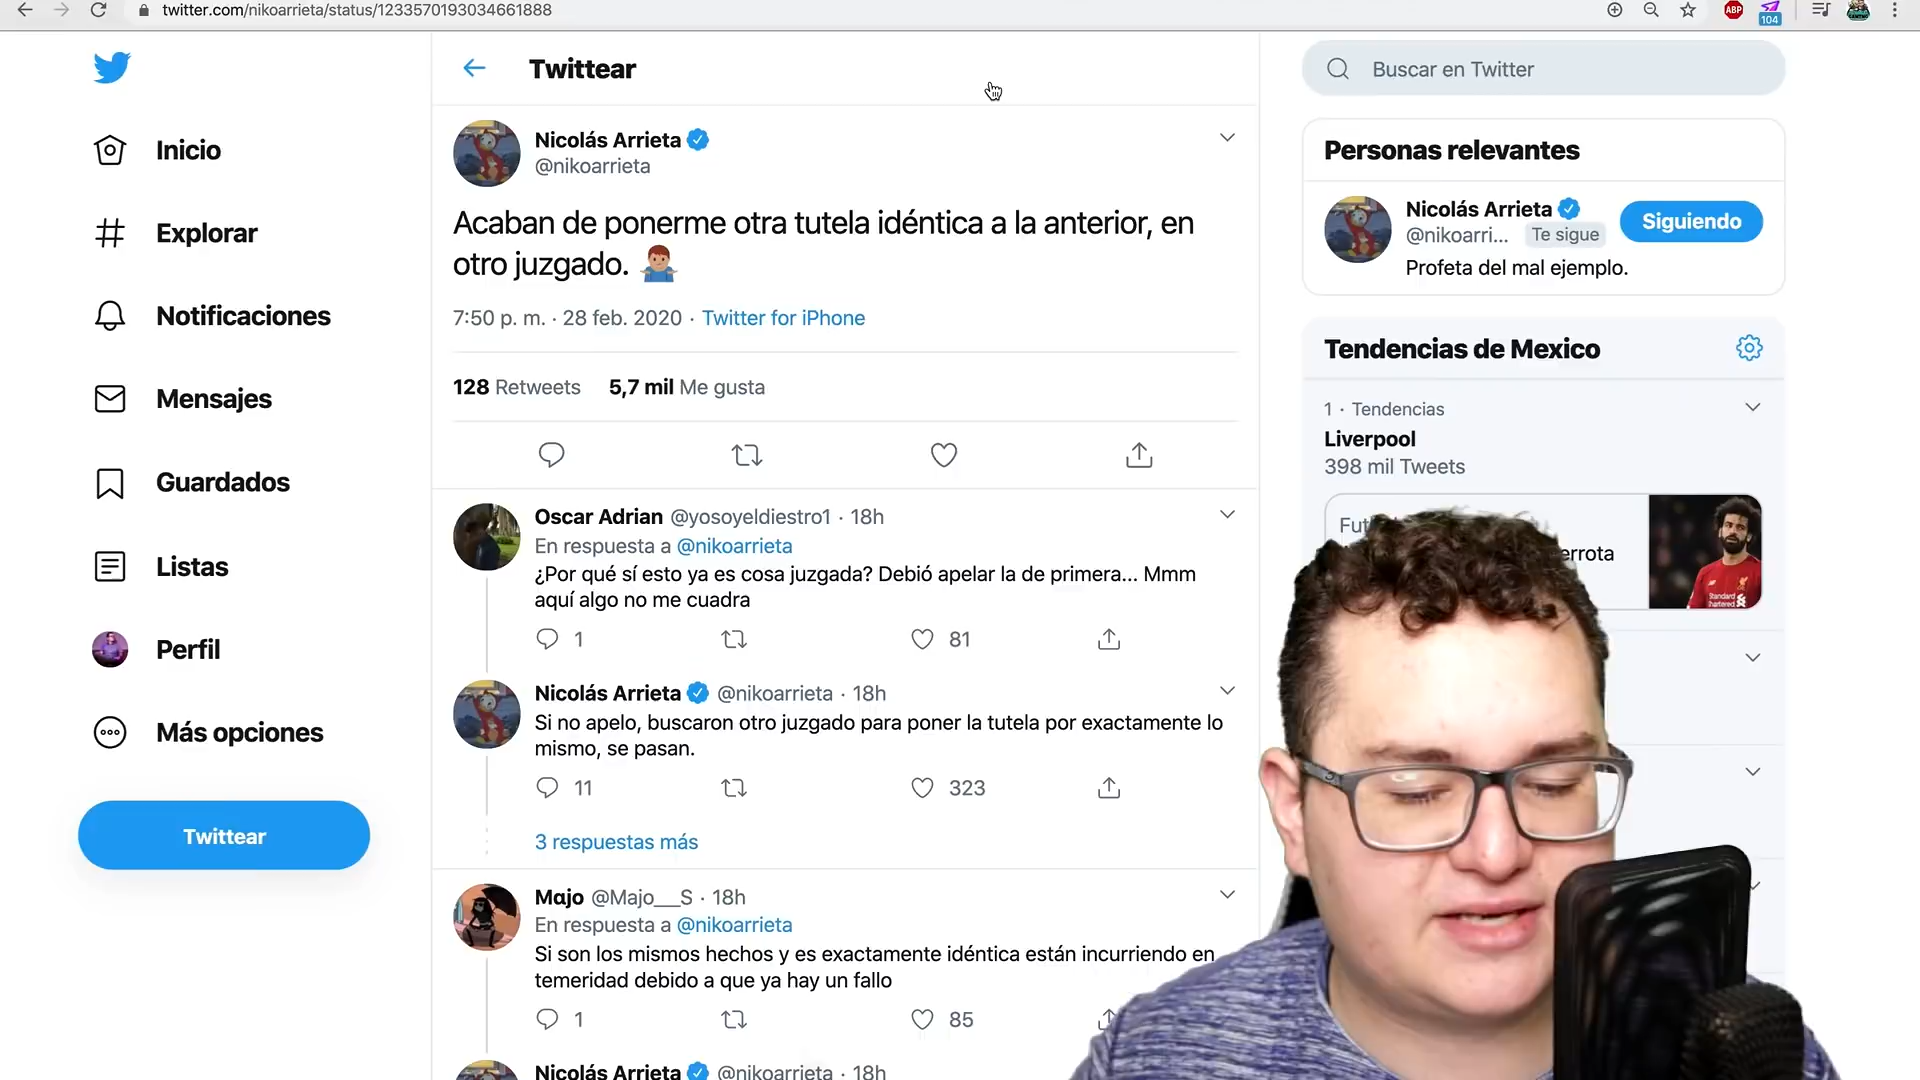 twitter.com/nikoarrieta/status/1233570193034661888
ABP
104
Inicio
Explorar
Notificaciones
Mensajes
Guardados
Listas
Perfil
Más opciones
Twittear
Twittear
Nicolás Arrieta
@nikoarrieta
Acaban de ponerme otra tutela idéntica a la anterior, en
otro juzgado.
7:50 p. m. · 28 feb. 2020 · Twitter for iPhone
128 Retweets 5,7 mil Me gusta
Oscar Adrian @yosoyeldiestro1 · 18h
En respuesta a @nikoarrieta
¿Por qué sí esto ya es cosa juzgada? Debió apelar la de primera... Mmm
aquí algo no me cuadra
1 81
Nicolás Arrieta @nikoarrieta · 18h
Si no apelo, buscaron otro juzgado para poner la tutela por exactamente lo
mismo, se pasan.
11 323
3 respuestas más
Majo @Majo__S · 18h
En respuesta a @nikoarrieta
Si son los mismos hechos y es exactamente idéntica están incurriendo en
temeridad debido a que ya hay un fallo
1 85
Nicolás Arrieta @nikoarrieta · 18h
Buscar en Twitter
Personas relevantes
Nicolás Arrieta
@nikoarri... Te sigue
Siguiendo
Profeta del mal ejemplo.
Tendencias de Mexico
1 · Tendencias
Liverpool
398 mil Tweets
Standard
Chartered